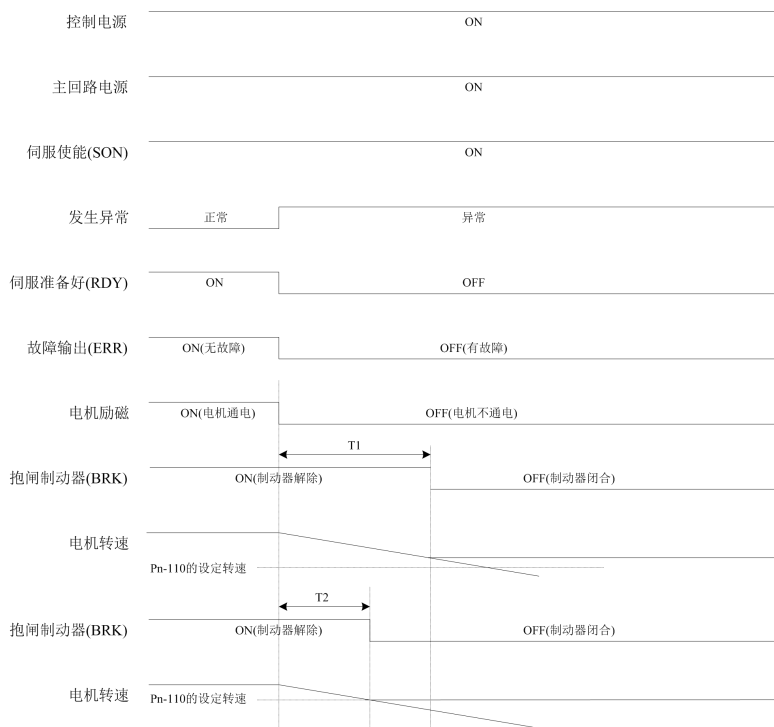 控制电源
ON
主回路电源
ON
伺服使能(SON)
ON
发生异常
正常
异常
伺服准备好(RDY)
ON
OFF
故障输出(ERR)
ON(无故障)
OFF(有故障)
电机励磁
ON(电机通电)
OFF(电机不通电)
T1
抱闸制动器(BRK)
ON(制动器解除)
OFF(制动器闭合)
电机转速
Pn-110的设定转速
T2
抱闸制动器(BRK)
ON(制动器解除)
OFF(制动器闭合)
电机转速
Pn-110的设定转速